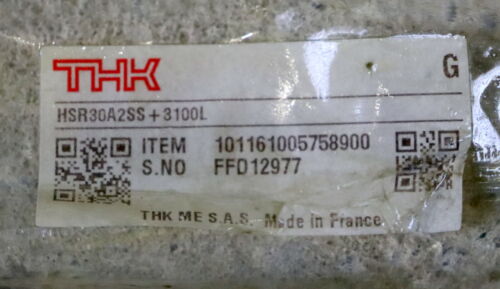 THK
G
HSR30A2SS+3100L
ITEM 101161005758900
S.NO FFD12977
THK ME S.A.S. Made in France